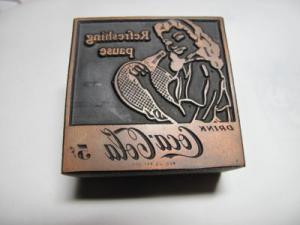 Refreshing
pause
DRINK
Coca-Cola 5¢